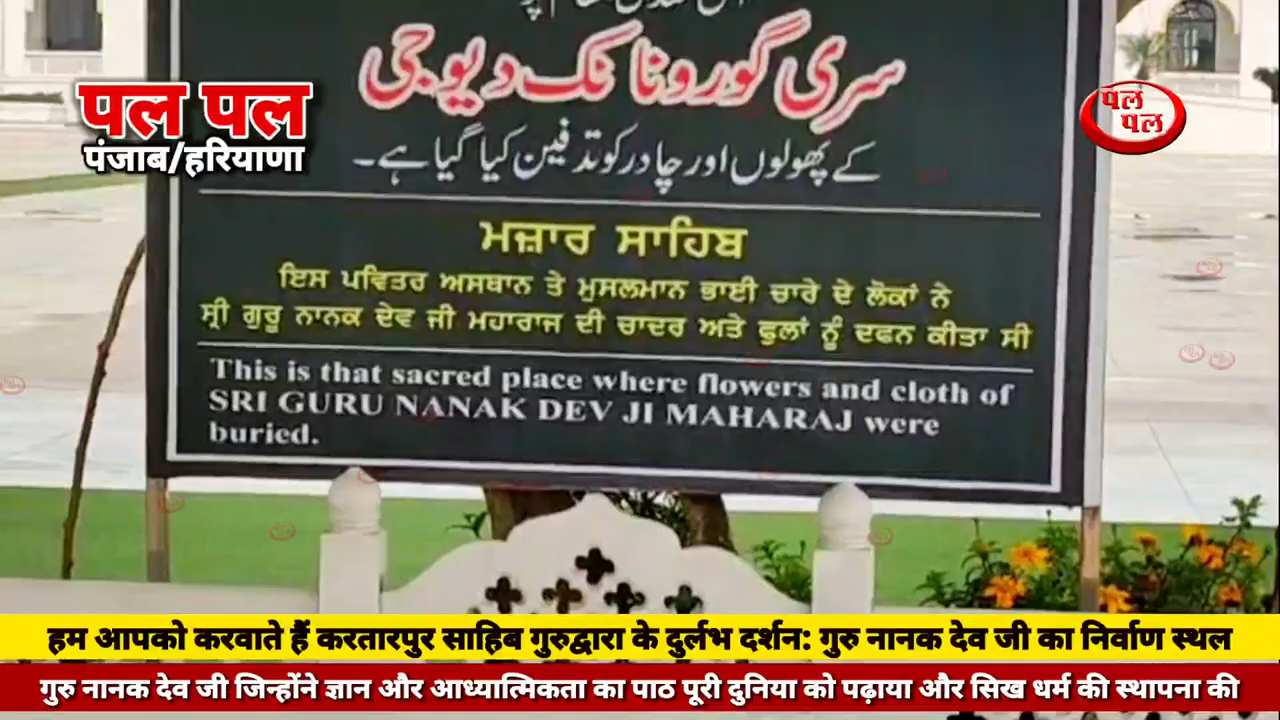 سری گورونانک دیو جی
کے پھولوں اور چادر کو تدفین کیا گیا ہے۔
पल पल
पंजाब/हरियाणा
पल
पल
ਮਜ਼ਾਰ ਸਾਹਿਬ
ਇਸ ਪਵਿਤਰ ਅਸਥਾਨ ਤੇ ਮੁਸਲਮਾਨ ਭਾਈ ਚਾਰੇ ਦੇ ਲੋਕਾਂ ਨੇ
ਸ੍ਰੀ ਗੁਰੂ ਨਾਨਕ ਦੇਵ ਜੀ ਮਹਾਰਾਜ ਦੀ ਚਾਦਰ ਅਤੇ ਫੁਲਾਂ ਨੂੰ ਦਫਨ ਕੀਤਾ ਸੀ
This is that sacred place where flowers and cloth of
SRI GURU NANAK DEV JI MAHARAJ were
buried.
हम आपको करवाते हैं करतारपुर साहिब गुरुद्वारा के दुर्लभ दर्शन: गुरु नानक देव जी का निर्वाण स्थल
गुरु नानक देव जी जिन्होंने ज्ञान और आध्यात्मिकता का पाठ पूरी दुनिया को पढ़ाया और सिख धर्म की स्थापना की